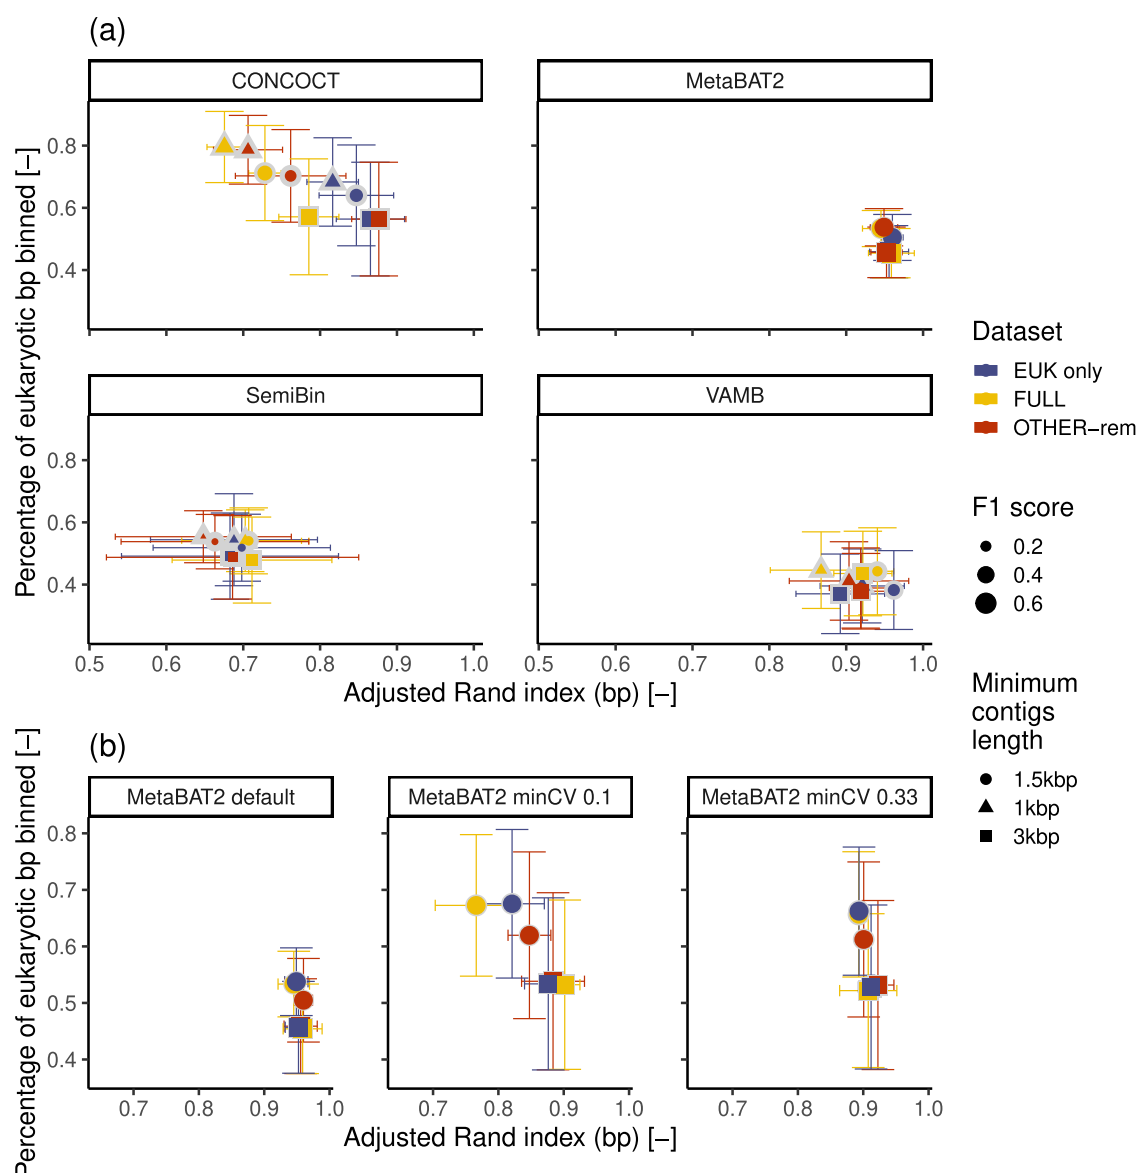 (a)
CONCOCT
MetaBAT2
Percentage of eukaryotic bp binned [−]
0.8
0.6
0.4
SemiBin
VAMB
0.8
0.6
0.4
0.5 0.6 0.7 0.8 0.9 1.0
0.5 0.6 0.7 0.8 0.9 1.0
Adjusted Rand index (bp) [−]
Dataset
EUK only
FULL
OTHER−rem
F1 score
0.2
0.4
0.6
Minimum
contigs
length
1.5kbp
1kbp
3kbp
(b)
MetaBAT2 default
MetaBAT2 minCV 0.1
MetaBAT2 minCV 0.33
Percentage of eukaryotic bp binned [−]
0.8
0.7
0.6
0.5
0.4
0.7 0.8 0.9 1.0
0.7 0.8 0.9 1.0
0.7 0.8 0.9 1.0
Adjusted Rand index (bp) [−]